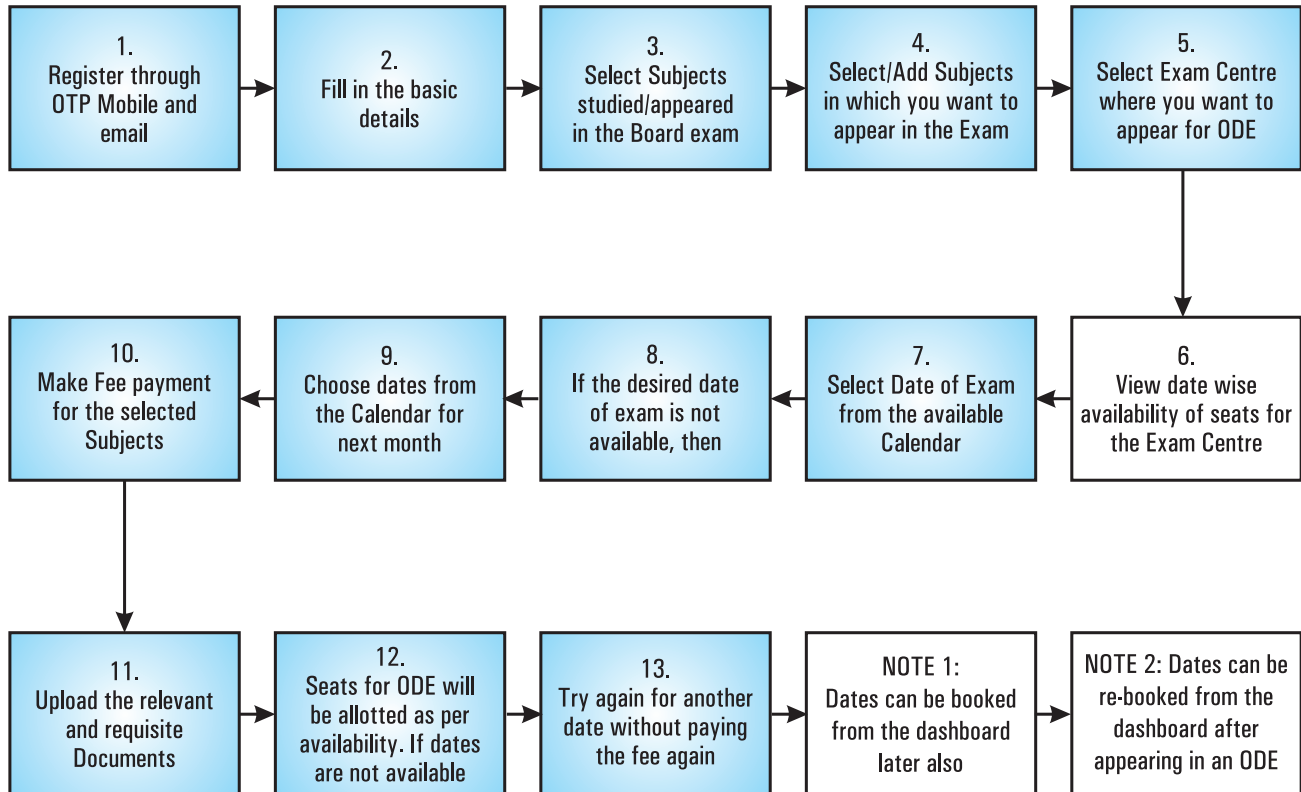 1.
Register through
OTP Mobile and
email
2.
Fill in the basic
details
3.
Select Subjects
studied/appeared
in the Board exam
4.
Select/Add Subjects
in which you want to
appear in the Exam
5.
Select Exam Centre
where you want to
appear for ODE
6.
View date wise
availability of seats for
the Exam Centre
7.
Select Date of Exam
from the available
Calendar
8.
If the desired date
of exam is not
available, then
9.
Choose dates from
the Calendar for
next month
10.
Make Fee payment
for the selected
Subjects
11.
Upload the relevant
and requisite
Documents
12.
Seats for ODE will
be allotted as per
availability. If dates
are not available
13.
Try again for another
date without paying
the fee again
NOTE 1:
Dates can be booked
from the dashboard
later also
NOTE 2: Dates can be
re-booked from the
dashboard after
appearing in an ODE